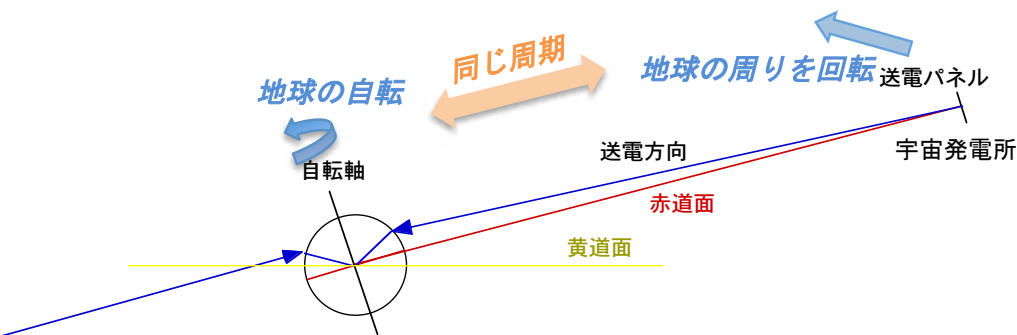 同じ周期
地球の周りを回転
送電パネル
地球の自転
宇宙発電所
送電方向
自転軸
赤道面
黄道面